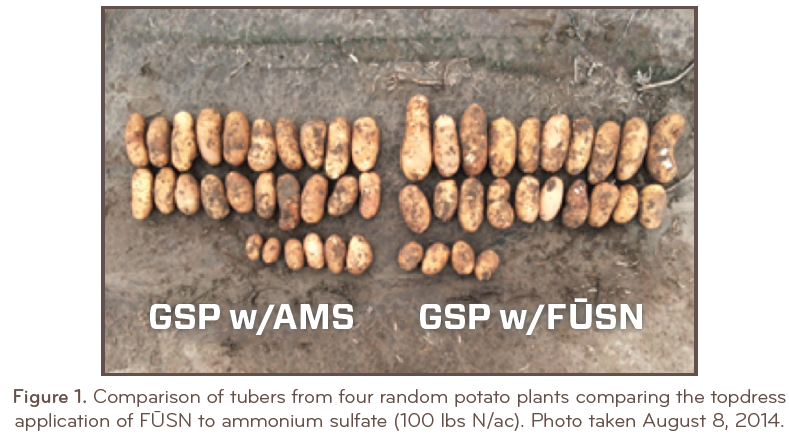 GSP w/AMS
GSP w/FŪSN
Figure 1. Comparison of tubers from four random potato plants comparing the topdress
application of FŪSN to ammonium sulfate (100 lbs N/ac). Photo taken August 8, 2014.